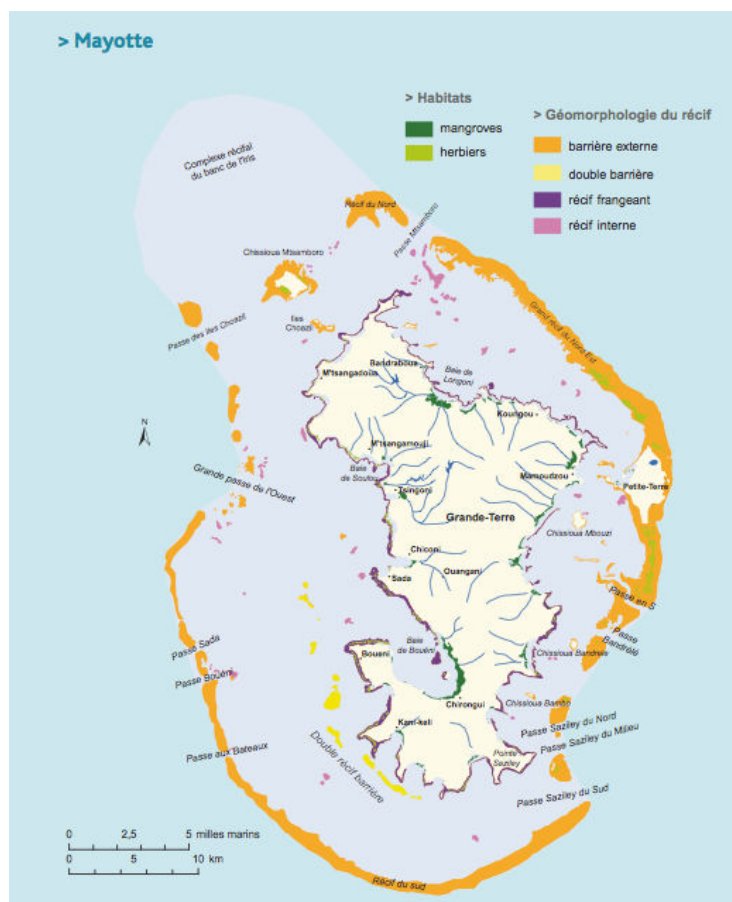 > Mayotte
> Habitats
mangroves
herbiers
> Géomorphologie du récif
barrière externe
double barrière
récif frangeant
récif interne
Complexe récifal
du banc de l'Iris
Récif du Nord
Passe Mtsamboro
Chissioua Mtsamboro
Grand récif du Nord Est
Passe des îles Choazil
Iles
Choazil
Bandraboua
Baie de
Longoni
M'tsangadoua
Koungou
N
M'tsangamouji
Baie
de Soulou
Grande passe de l'Ouest
Tsingoni
Mamoudzou
Petite-Terre
Grande-Terre
Chissioua Mbouzi
Chiconi
Ouangani
Sada
Passe en S
Passe
Bandrélé
Passe Sada
Baie
de Bouéni
Boueni
Chissioua Bandrélé
Passe Bouéni
Chirongui
Chissioua Bambo
Kani-keli
Passe Saziley du Nord
Passe Saziley du Milieu
Pointe
Saziley
Passe aux Bateaux
Double récif barrière
Passe Saziley du Sud
0 2,5 5 milles marins
0 5 10 km
Récif du sud